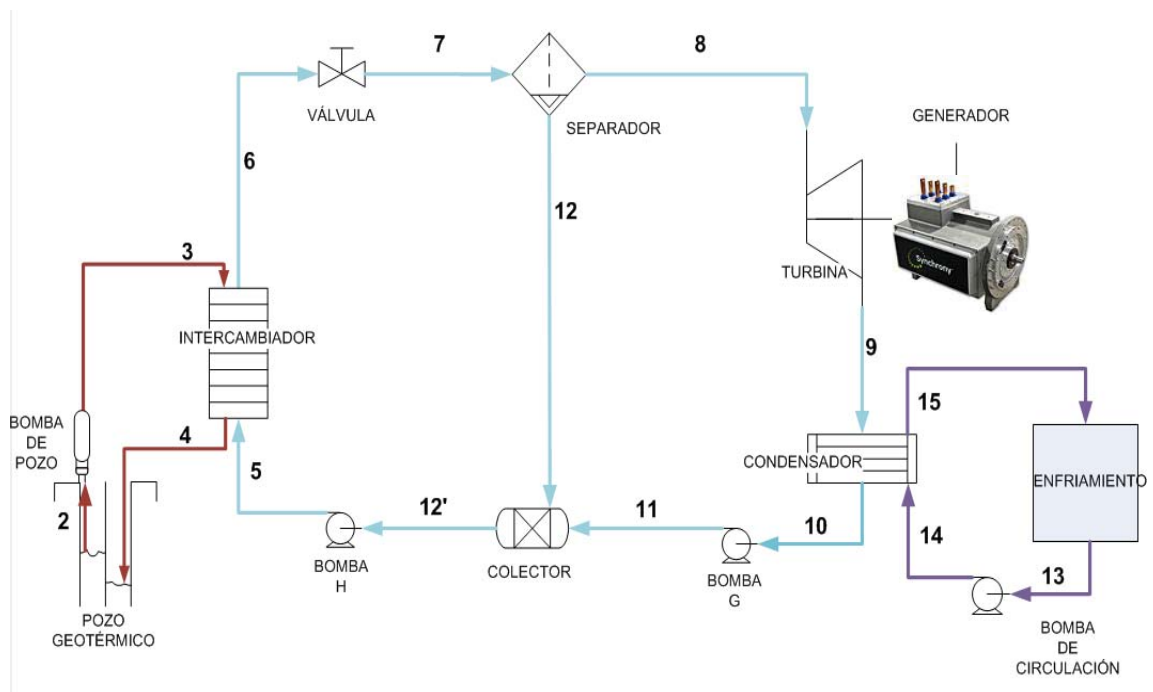 7
8
VÁLVULA
SEPARADOR
GENERADOR
6
12
Synchrony
TURBINA
3
INTERCAMBIADOR
9
15
BOMBA
DE
POZO
4
CONDENSADOR
ENFRIAMIENTO
5
2
12'
11
10
14
13
BOMBA
H
COLECTOR
BOMBA
G
POZO
GEOTÉRMICO
BOMBA
DE
CIRCULACIÓN